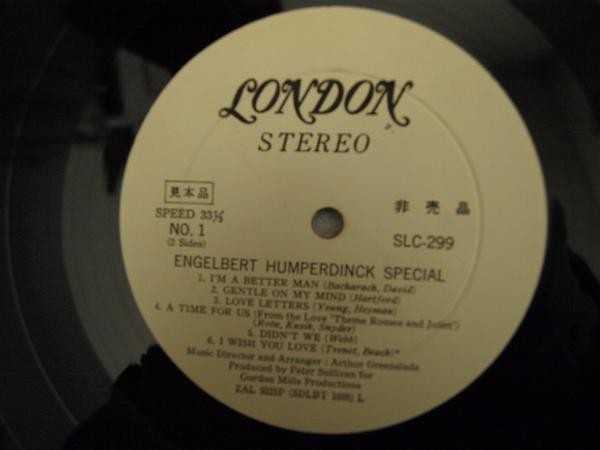 LONDON
STEREO
見本品
非売品
SPEED 33⅓
NO. 1
SLC-299
(2 Sides)
ENGELBERT HUMPERDINCK SPECIAL
1. I'M A BETTER MAN (Bacharach, David)
2. GENTLE ON MY MIND (Hartford)
3. LOVE LETTERS (Young, Heyman)
4. A TIME FOR US (From the Love "Theme Romeo and Juliet")
(Rota, Kusik, Snyder)
5. DIDN'T WE (Webb)
6. I WISH YOU LOVE (Trenet, Beach)*
Music Director and Arranger : Arthur Greenslade
Produced by Peter Sullivan for
Gordon Mills Productions
ZAL 9221P (SDLBT 1038) L